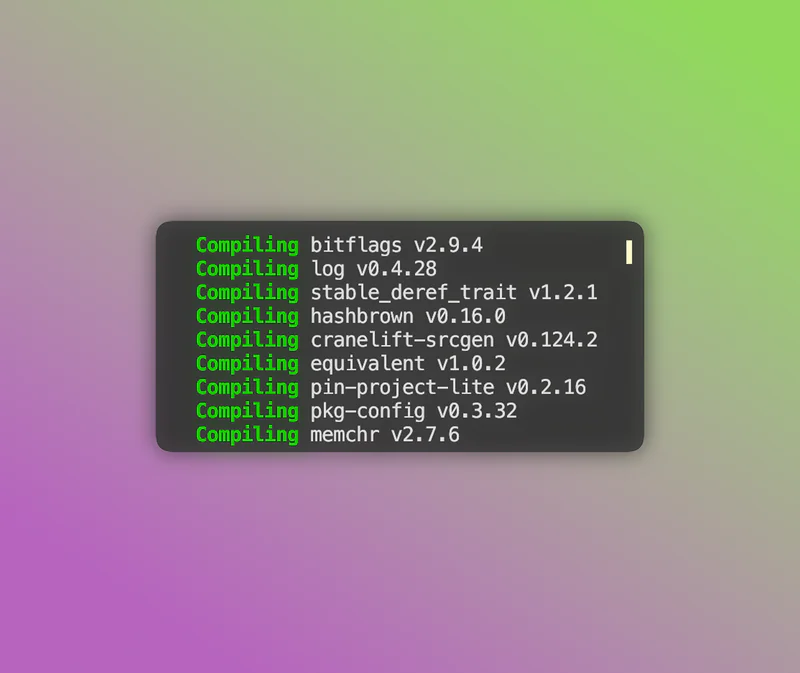 Compiling bitflags v2.9.4
Compiling log v0.4.28
Compiling stable_deref_trait v1.2.1
Compiling hashbrown v0.16.0
Compiling cranelift-srcgen v0.124.2
Compiling equivalent v1.0.2
Compiling pin-project-lite v0.2.16
Compiling pkg-config v0.3.32
Compiling memchr v2.7.6